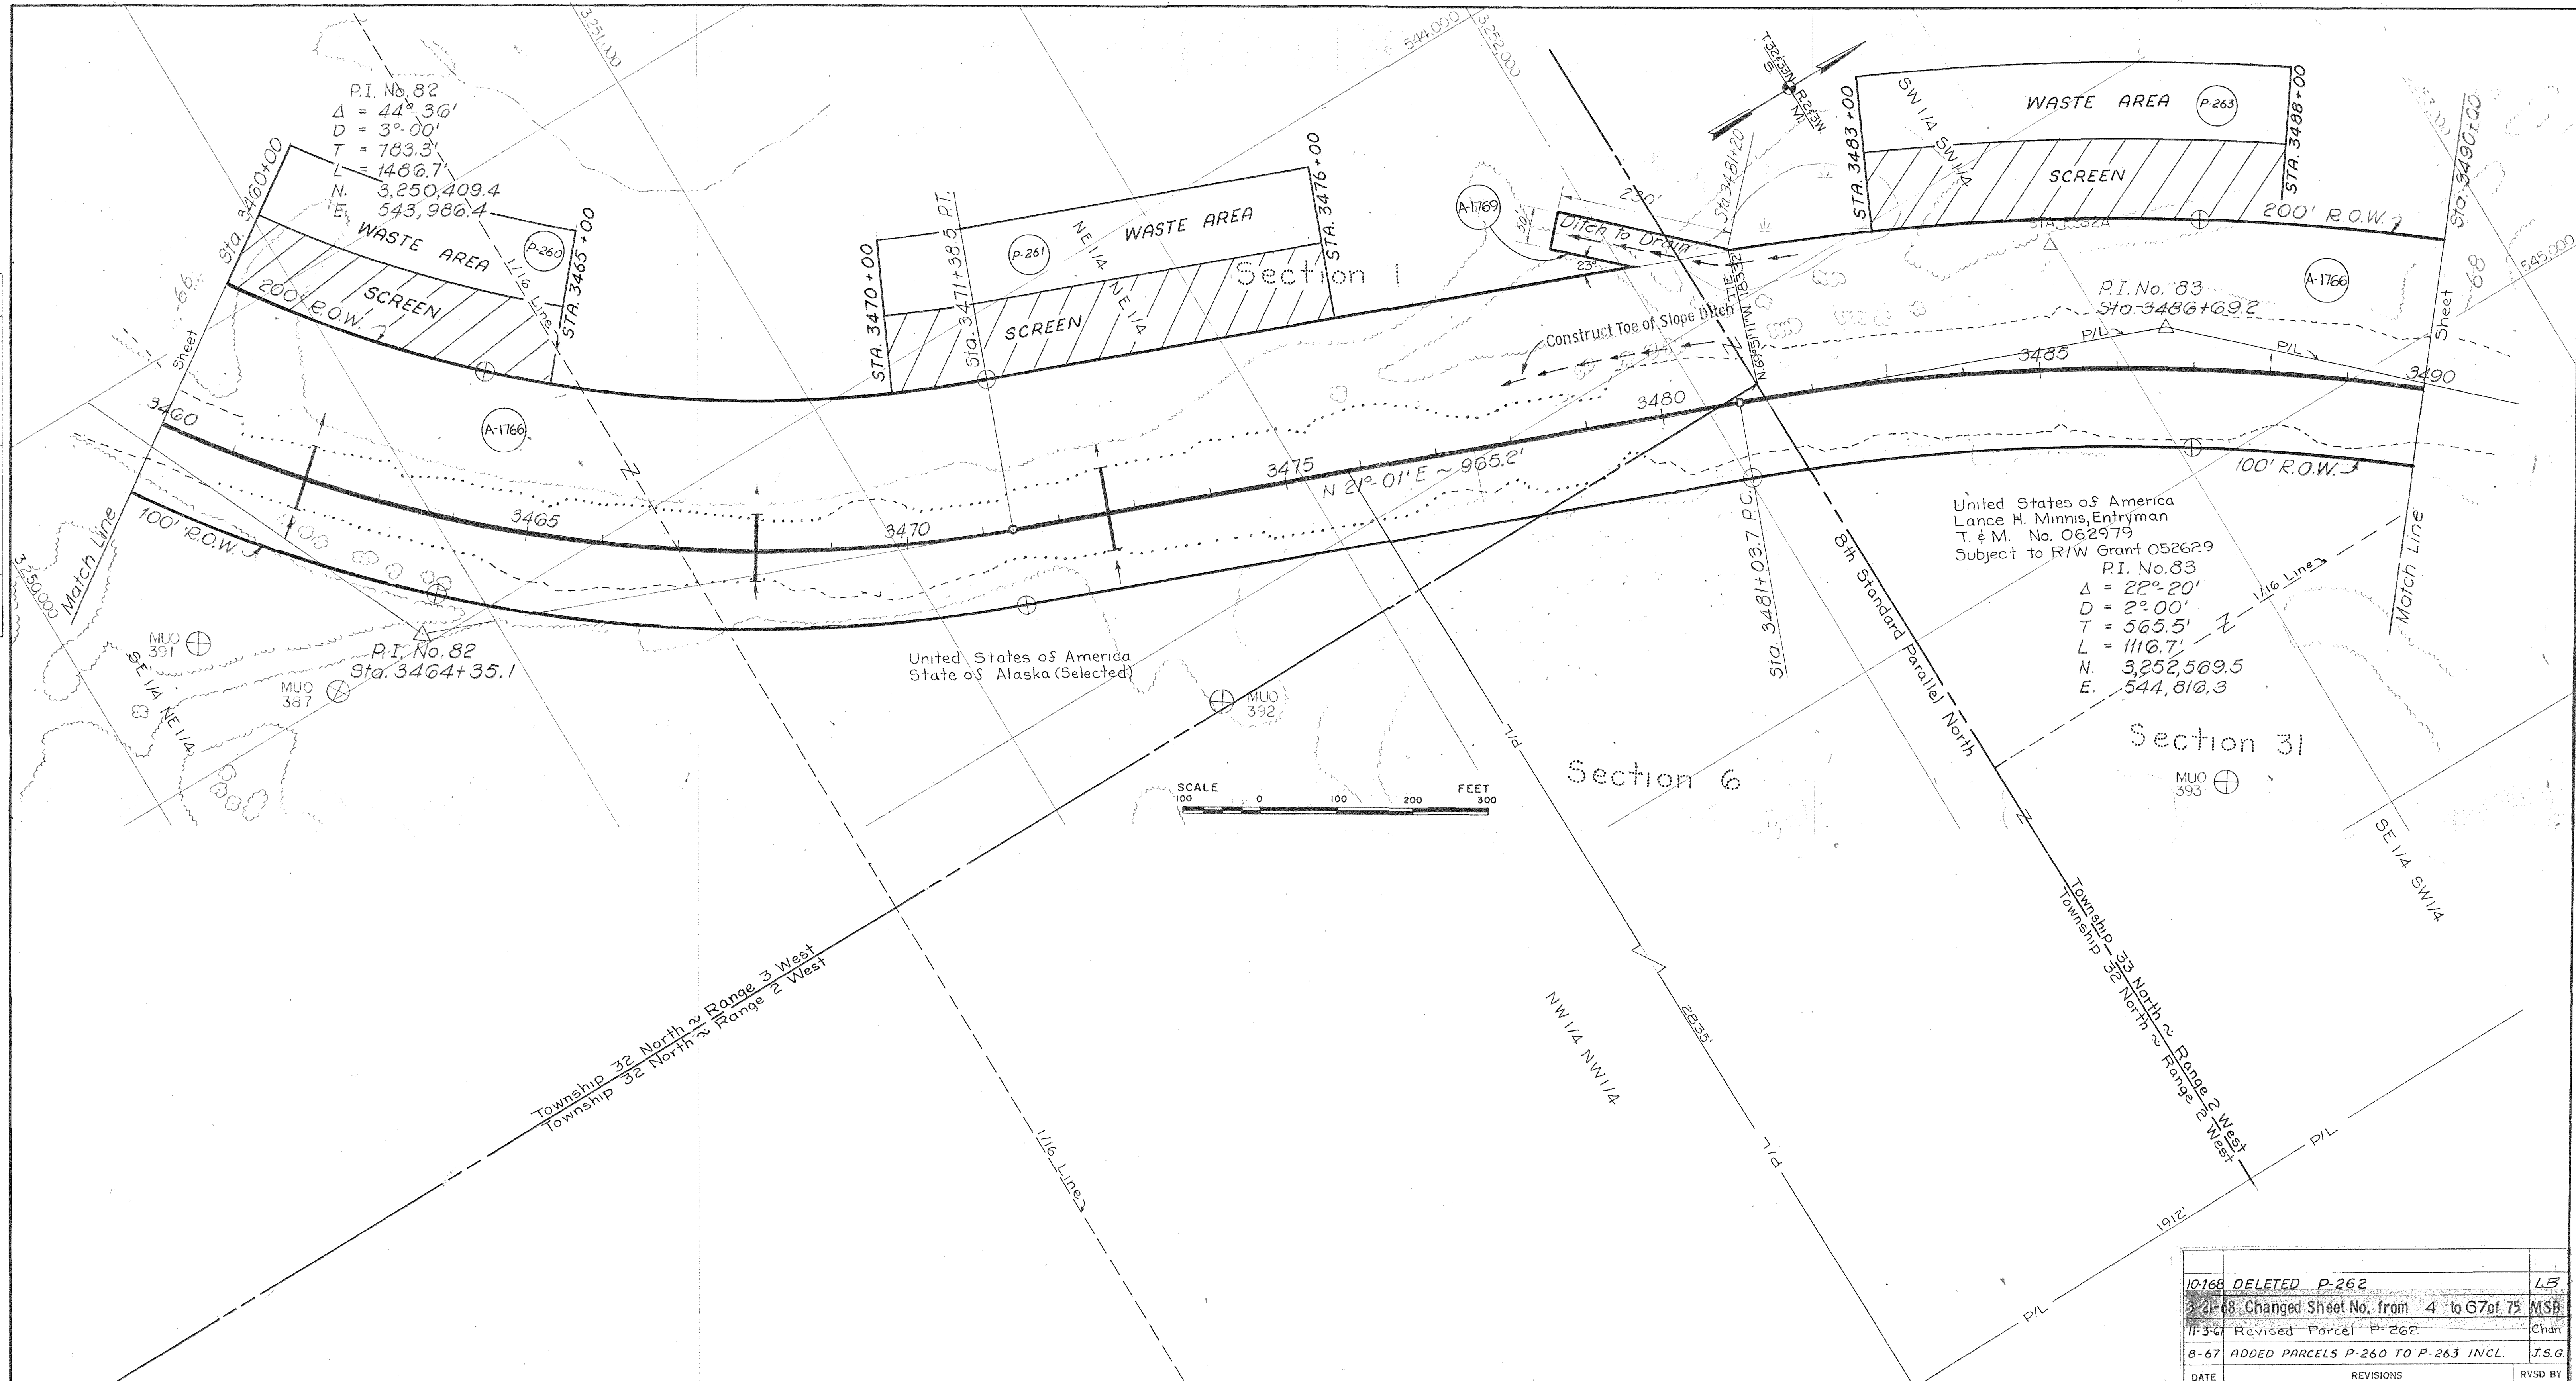 3,251,000
544,000
3,252,000
T.32&33N.
S.
R.2&3W.
M.
P.I. No. 82
Δ = 44°-36'
D = 3°-00'
T = 783.3'
L = 1486.7'
N. 3,250,409.4
E. 543,986.4
Sta. 3460+00
WASTE AREA
P-260
SCREEN
200' R.O.W.
STA. 3465+00
1/16 Line
66
Sheet
STA. 3470+00
Sta. 3471+38.5 P.T.
P-261
NE 1/4 NE 1/4
WASTE AREA
SCREEN
STA. 3476+00
Section 1
A-1769
50'
230'
Ditch to Drain
23°
Sta. 3481+20
Construct Toe of Slope Ditch
STA. 3483+00
SW 1/4 SW 1/4
WASTE AREA
P-263
SCREEN
STA. 3488+00
200' R.O.W.
Sta. 3490+00
68
Sheet
545,000
A-1766
P.I. No. 83
Sta. 3486+69.2
P/L
P/L
3460
A-1766
3465
3470
3475
3480
3485
3490
N 21°-01' E ~ 965.2'
100' R.O.W.
100' R.O.W.
Match Line
3,250,000
MUO
391
SE 1/4 NE 1/4
MUO
387
P.I. No. 82
Sta. 3464+35.1
United States of America
State of Alaska (Selected)
MUO
392
Sta. 3481+03.7 P.C.
8th Standard Parallel North
United States of America
Lance H. Minnis, Entryman
T. & M. No. 062979
Subject to R/W Grant 052629
P.I. No. 83
Δ = 22°-20'
D = 2°-00'
T = 565.5'
L = 1116.7'
N. 3,252,569.5
E. 544,816.3
1/16 Line
Match Line
Section 31
MUO
393
SE 1/4 SW 1/4
Section 6
SCALE FEET
100 0 100 200 300
P/L
2835'
P/L
NW 1/4 NW 1/4
Township 32 North ~ Range 3 West
Township 32 North ~ Range 2 West
1/16 Line
Township 33 North ~ Range 2 West
Township 32 North ~ Range 2 West
P/L
1912'
P/L
DELETED P-262 LB
3-21-68 Changed Sheet No. from 4 to 67 of 75 MSB
11-3-67 Revised Parcel P-262 Chan
8-67 ADDED PARCELS P-260 TO P-263 INCL. J.S.G.
DATE REVISIONS RVSD BY